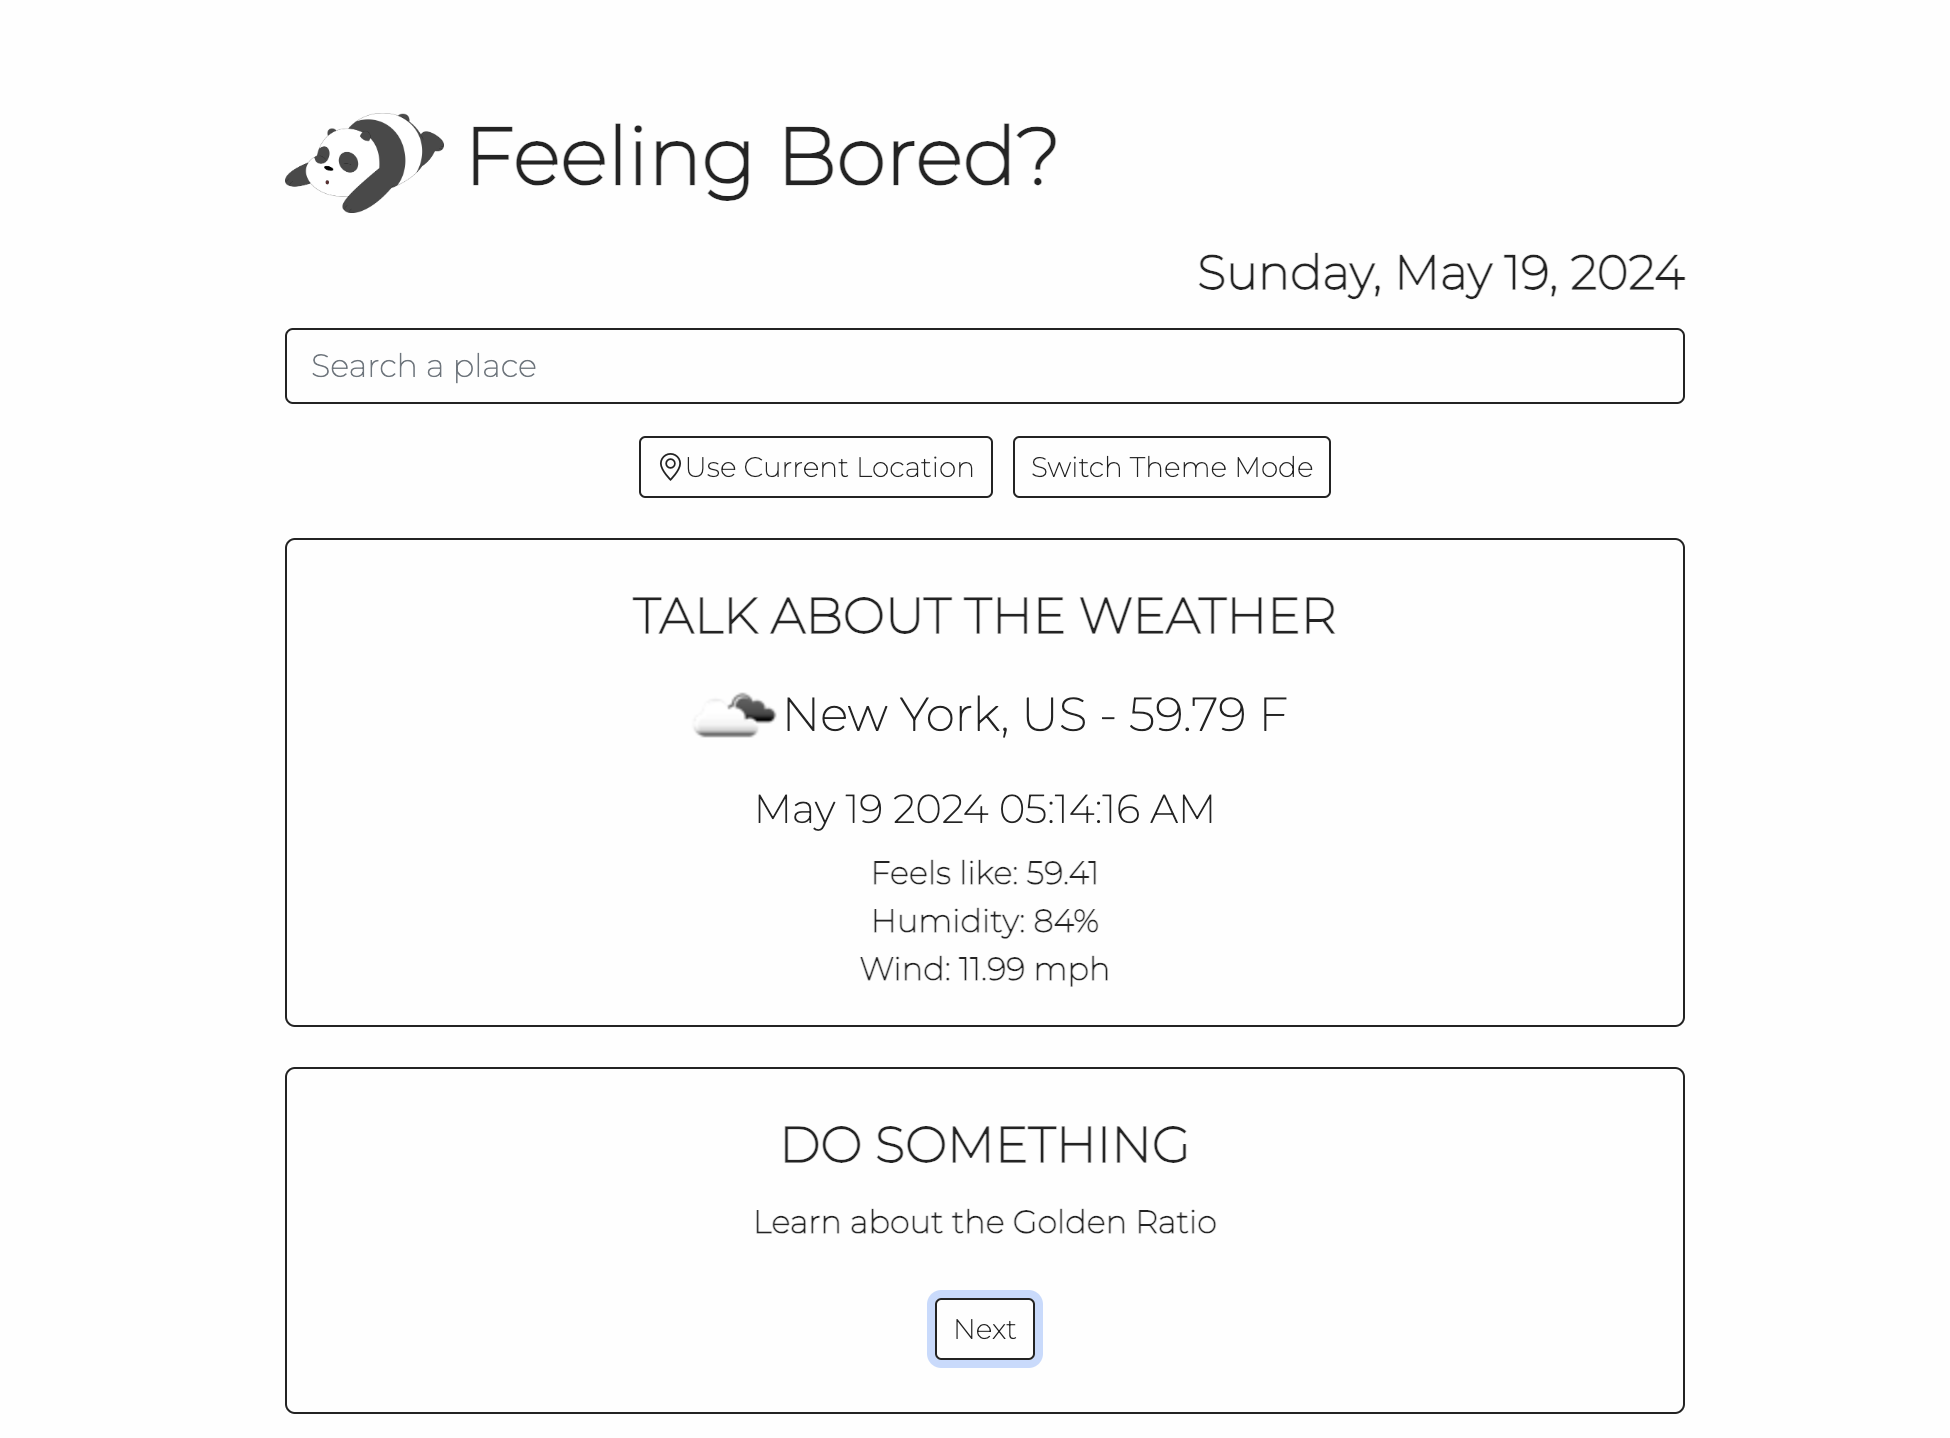 Feeling Bored?
Sunday, May 19, 2024
Search a place
Use Current Location
Switch Theme Mode
TALK ABOUT THE WEATHER
New York, US - 59.79 F
May 19 2024 05:14:16 AM
Feels like: 59.41
Humidity: 84%
Wind: 11.99 mph
DO SOMETHING
Learn about the Golden Ratio
Next